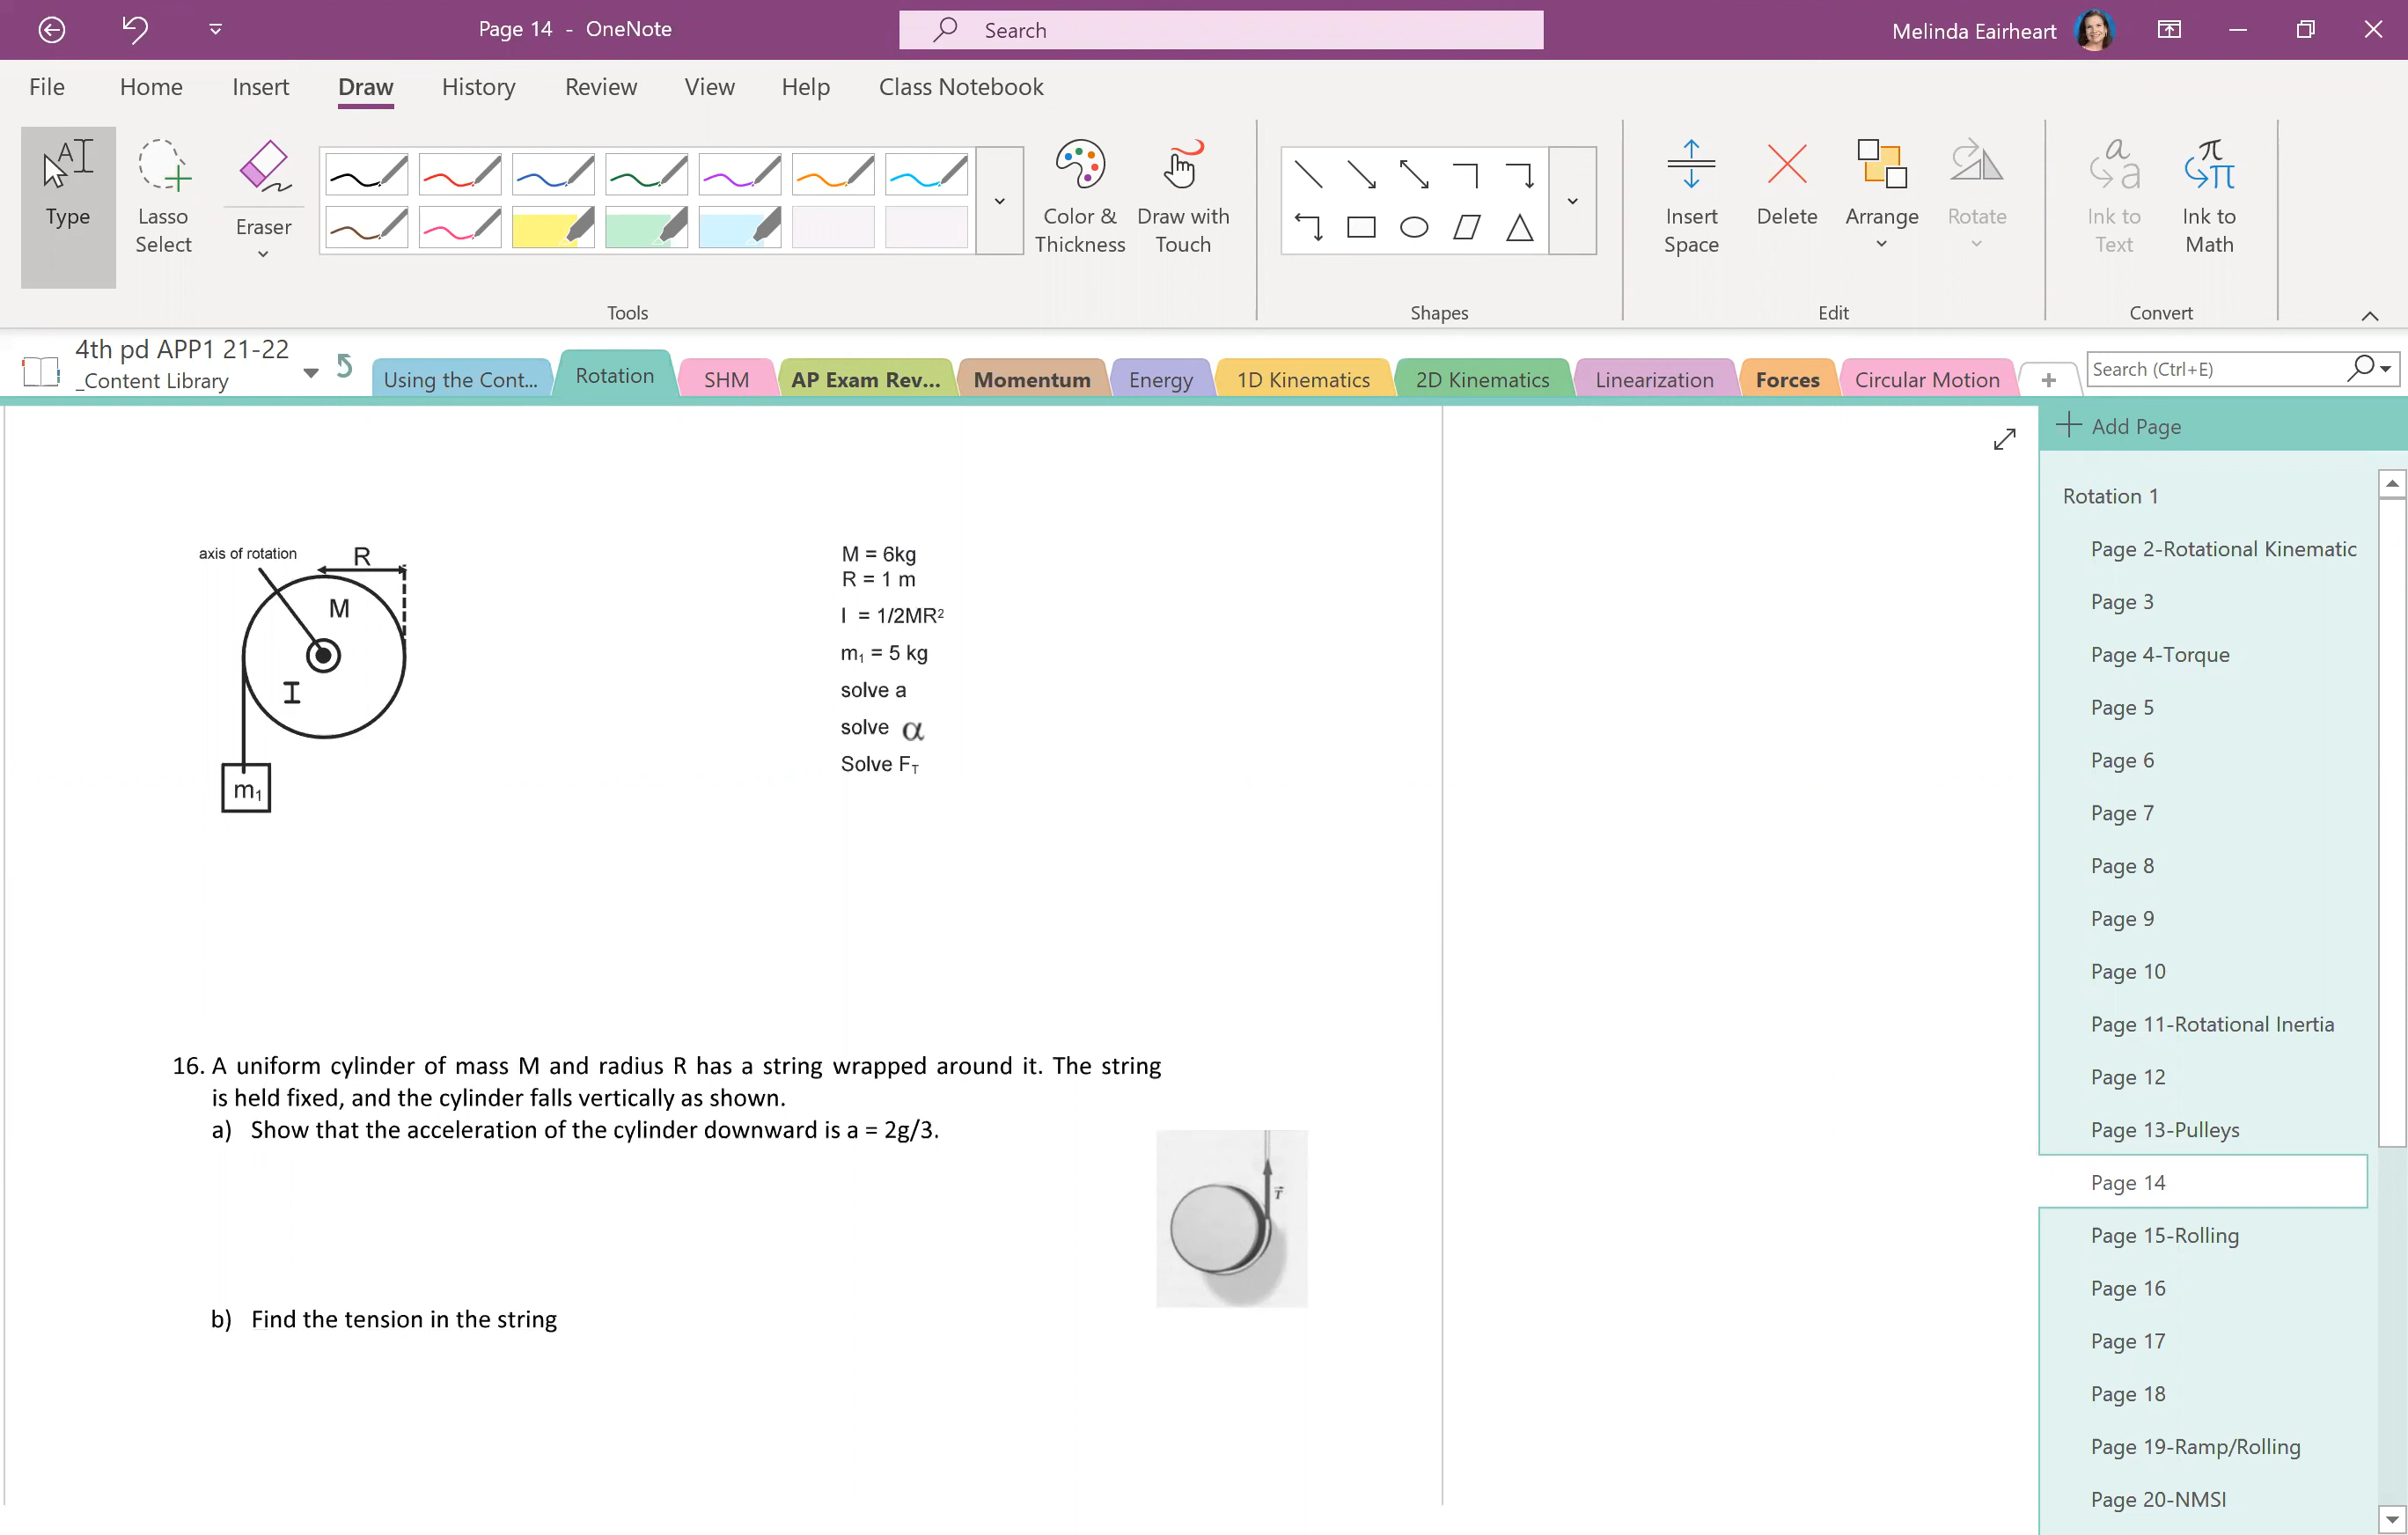 Page 14 - OneNote
Search
Melinda Eairheart
File Home Insert Draw History Review View Help Class Notebook
Type
Lasso Select
Eraser
Color & Thickness
Draw with Touch
Insert Space
Delete
Arrange
Rotate
Ink to Text
Ink to Math
Tools
Shapes
Edit
Convert
4th pd APP1 21-22
_Content Library
Using the Cont... Rotation SHM AP Exam Rev... Momentum Energy 1D Kinematics 2D Kinematics Linearization Forces Circular Motion
Search (Ctrl+E)
Add Page
Rotation 1
Page 2-Rotational Kinematic
Page 3
Page 4-Torque
Page 5
Page 6
Page 7
Page 8
Page 9
Page 10
Page 11-Rotational Inertia
Page 12
Page 13-Pulleys
Page 14
Page 15-Rolling
Page 16
Page 17
Page 18
Page 19-Ramp/Rolling
Page 20-NMSI
axis of rotation
R
M
I
m₁
M = 6kg
R = 1 m
I = 1/2MR²
m₁ = 5 kg
solve a
solve α
Solve F_T
16. A uniform cylinder of mass M and radius R has a string wrapped around it. The string
is held fixed, and the cylinder falls vertically as shown.
a) Show that the acceleration of the cylinder downward is a = 2g/3.
T
b) Find the tension in the string